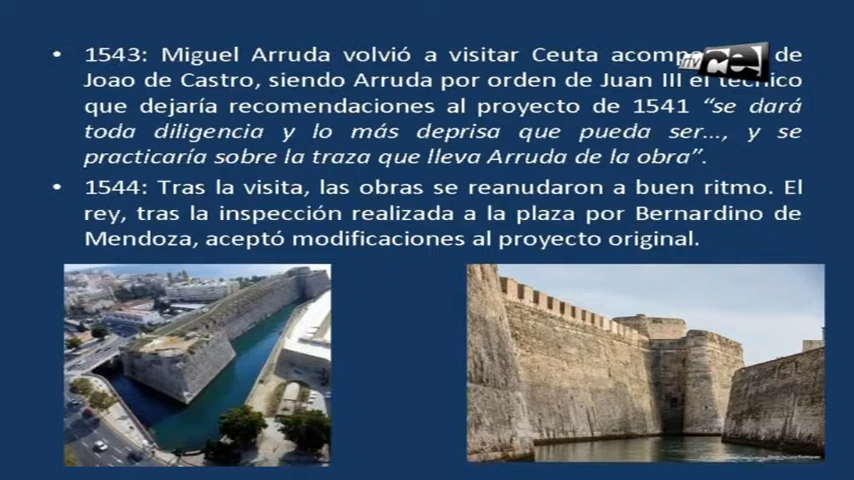 • 1543: Miguel Arruda volvió a visitar Ceuta de
Joao de Castro, siendo Arruda por orden de Juan III el técnico
que dejaría recomendaciones al proyecto de 1541 “se dará
toda diligencia y lo más deprisa que pueda ser..., y se
practicaría sobre la traza que lleva Arruda de la obra”.
• 1544: Tras la visita, las obras se reanudaron a buen ritmo. El
rey, tras la inspección realizada a la plaza por Bernardino de
Mendoza, aceptó modificaciones al proyecto original.
rtv cel